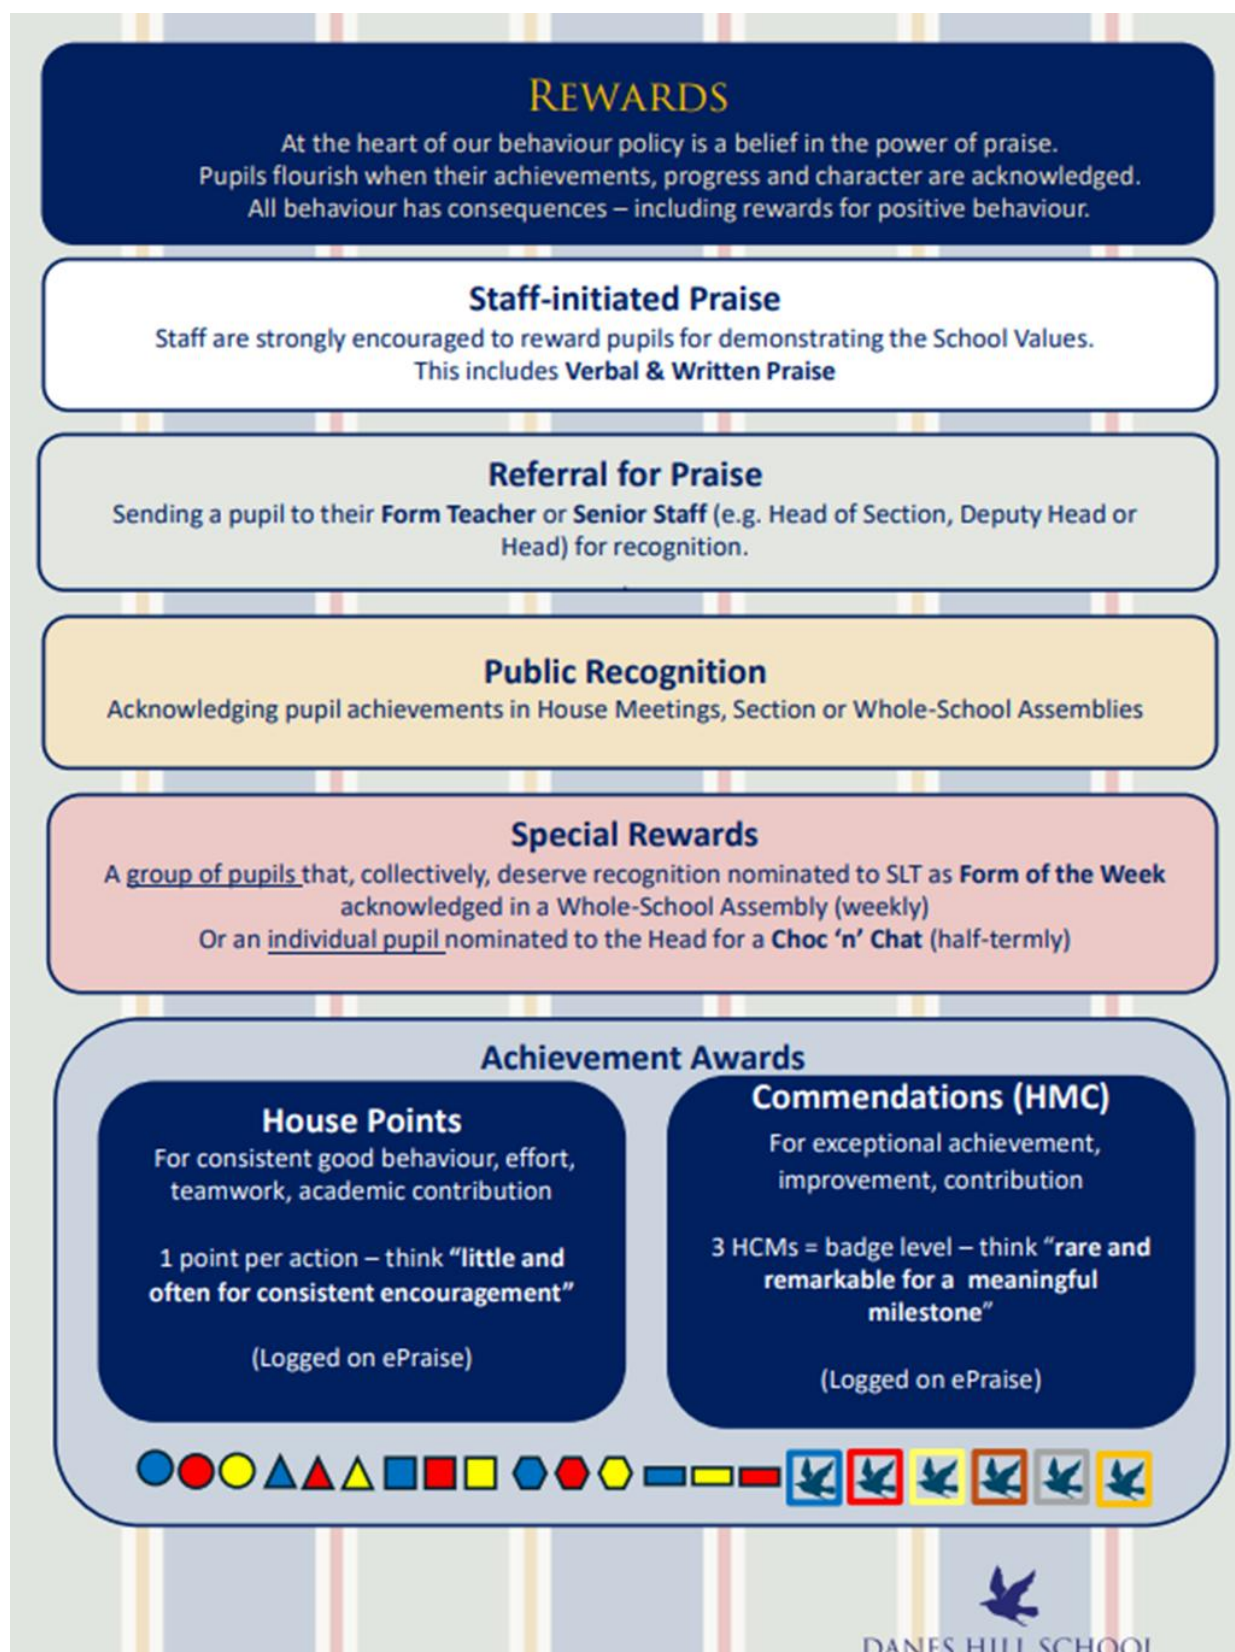 REWARDS
At the heart of our behaviour policy is a belief in the power of praise.
Pupils flourish when their achievements, progress and character are acknowledged.
All behaviour has consequences – including rewards for positive behaviour.
Staff-initiated Praise
Staff are strongly encouraged to reward pupils for demonstrating the School Values.
This includes Verbal & Written Praise
Referral for Praise
Sending a pupil to their Form Teacher or Senior Staff (e.g. Head of Section, Deputy Head or
Head) for recognition.
Public Recognition
Acknowledging pupil achievements in House Meetings, Section or Whole-School Assemblies
Special Rewards
A group of pupils that, collectively, deserve recognition nominated to SLT as Form of the Week
acknowledged in a Whole-School Assembly (weekly)
Or an individual pupil nominated to the Head for a Choc ‘n’ Chat (half-termly)
Achievement Awards
House Points
For consistent good behaviour, effort,
teamwork, academic contribution
1 point per action – think “little and
often for consistent encouragement”
(Logged on ePraise)
Commendations (HMC)
For exceptional achievement,
improvement, contribution
3 HCMs = badge level – think “rare and
remarkable for a meaningful
milestone”
(Logged on ePraise)
DANES HILL SCHOOL